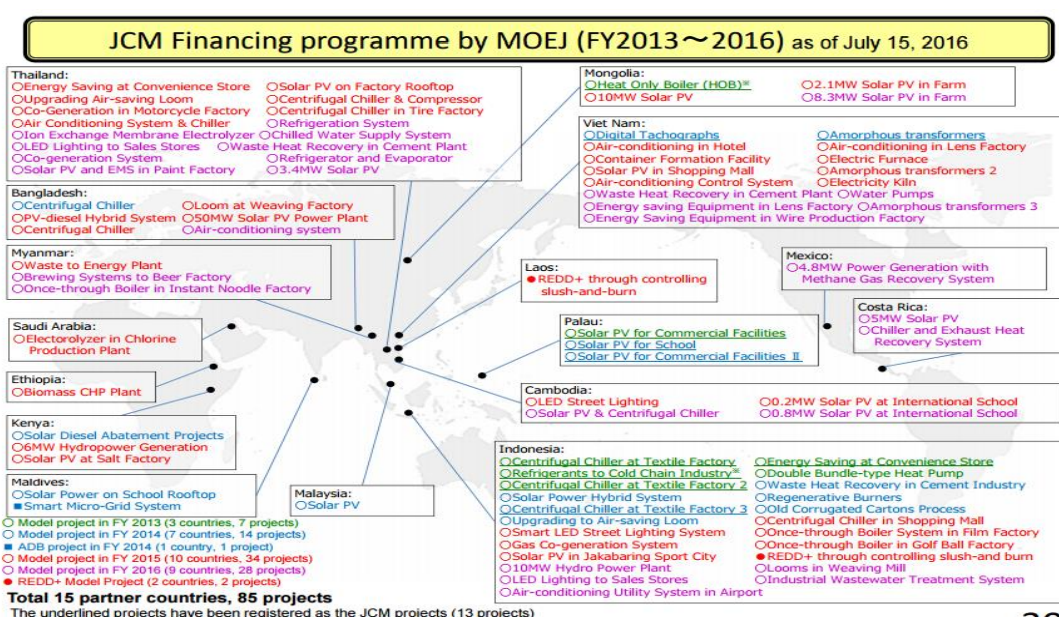 JCM Financing programme by MOEJ (FY2013～2016) as of July 15, 2016
Thailand:
○Energy Saving at Convenience Store ○Solar PV on Factory Rooftop
○Upgrading Air-saving Loom ○Centrifugal Chiller & Compressor
○Co-Generation in Motorcycle Factory ○Centrifugal Chiller in Tire Factory
○Air Conditioning System & Chiller ○Refrigeration System
○Ion Exchange Membrane Electrolyzer ○Chilled Water Supply System
○LED Lighting to Sales Stores ○Waste Heat Recovery in Cement Plant
○Co-generation System ○Refrigerator and Evaporator
○Solar PV and EMS in Paint Factory ○3.4MW Solar PV
Mongolia:
○Heat Only Boiler (HOB)※ ○2.1MW Solar PV in Farm
○10MW Solar PV ○8.3MW Solar PV in Farm
Viet Nam:
○Digital Tachographs ○Amorphous transformers
○Air-conditioning in Hotel ○Air-conditioning in Lens Factory
○Container Formation Facility ○Electric Furnace
○Solar PV in Shopping Mall ○Amorphous transformers 2
○Air-conditioning Control System ○Electricity Kiln
○Waste Heat Recovery in Cement Plant ○Water Pumps
○Energy saving Equipment in Lens Factory ○Amorphous transformers 3
○Energy Saving Equipment in Wire Production Factory
Bangladesh:
○Centrifugal Chiller ○Loom at Weaving Factory
○PV-diesel Hybrid System ○50MW Solar PV Power Plant
○Centrifugal Chiller ○Air-conditioning system
Myanmar:
○Waste to Energy Plant
○Brewing Systems to Beer Factory
○Once-through Boiler in Instant Noodle Factory
Laos:
●REDD+ through controlling
slush-and-burn
Mexico:
○4.8MW Power Generation with
Methane Gas Recovery System
Costa Rica:
○5MW Solar PV
○Chiller and Exhaust Heat
Recovery System
Saudi Arabia:
○Electorolyzer in Chlorine
Production Plant
Palau:
○Solar PV for Commercial Facilities
○Solar PV for School
○Solar PV for Commercial Facilities Ⅱ
Ethiopia:
○Biomass CHP Plant
Cambodia:
○LED Street Lighting ○0.2MW Solar PV at International School
○Solar PV & Centrifugal Chiller ○0.8MW Solar PV at International School
Kenya:
○Solar Diesel Abatement Projects
○6MW Hydropower Generation
○Solar PV at Salt Factory
Maldives:
○Solar Power on School Rooftop
■Smart Micro-Grid System
Malaysia:
○Solar PV
Indonesia:
○Centrifugal Chiller at Textile Factory ○Energy Saving at Convenience Store
○Refrigerants to Cold Chain Industry※ ○Double Bundle-type Heat Pump
○Centrifugal Chiller at Textile Factory 2 ○Waste Heat Recovery in Cement Industry
○Solar Power Hybrid System ○Regenerative Burners
○Centrifugal Chiller at Textile Factory 3 ○Old Corrugated Cartons Process
○Upgrading to Air-saving Loom ○Centrifugal Chiller in Shopping Mall
○Smart LED Street Lighting System ○Once-through Boiler System in Film Factory
○Gas Co-generation System ○Once-through Boiler in Golf Ball Factory
○Solar PV in Jakabaring Sport City ●REDD+ through controlling slush and burn
○10MW Hydro Power Plant ○Looms in Weaving Mill
○LED Lighting to Sales Stores ○Industrial Wastewater Treatment System
○Air-conditioning Utility System in Airport
○ Model project in FY 2013 (3 countries, 7 projects)
○ Model project in FY 2014 (7 countries, 14 projects)
■ ADB project in FY 2014 (1 country, 1 project)
○ Model project in FY 2015 (10 countries, 34 projects)
○ Model project in FY 2016 (9 countries, 28 projects)
● REDD+ Model Project (2 countries, 2 projects)
Total 15 partner countries, 85 projects
The underlined projects have been registered as the JCM projects (13 projects)